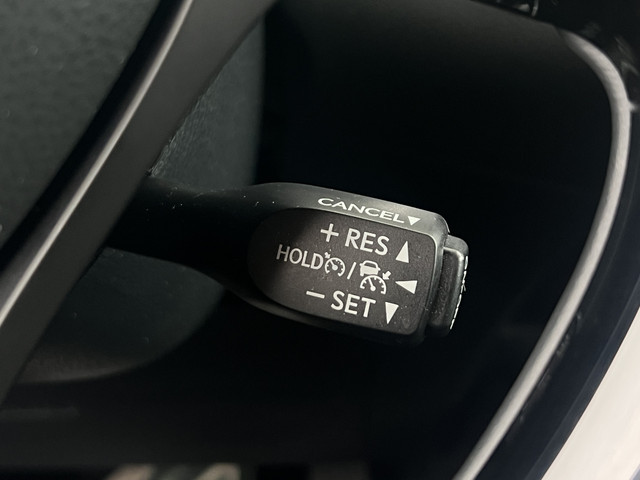 CANCEL▼
+ RES ▲
HOLD / ◀
− SET ▼